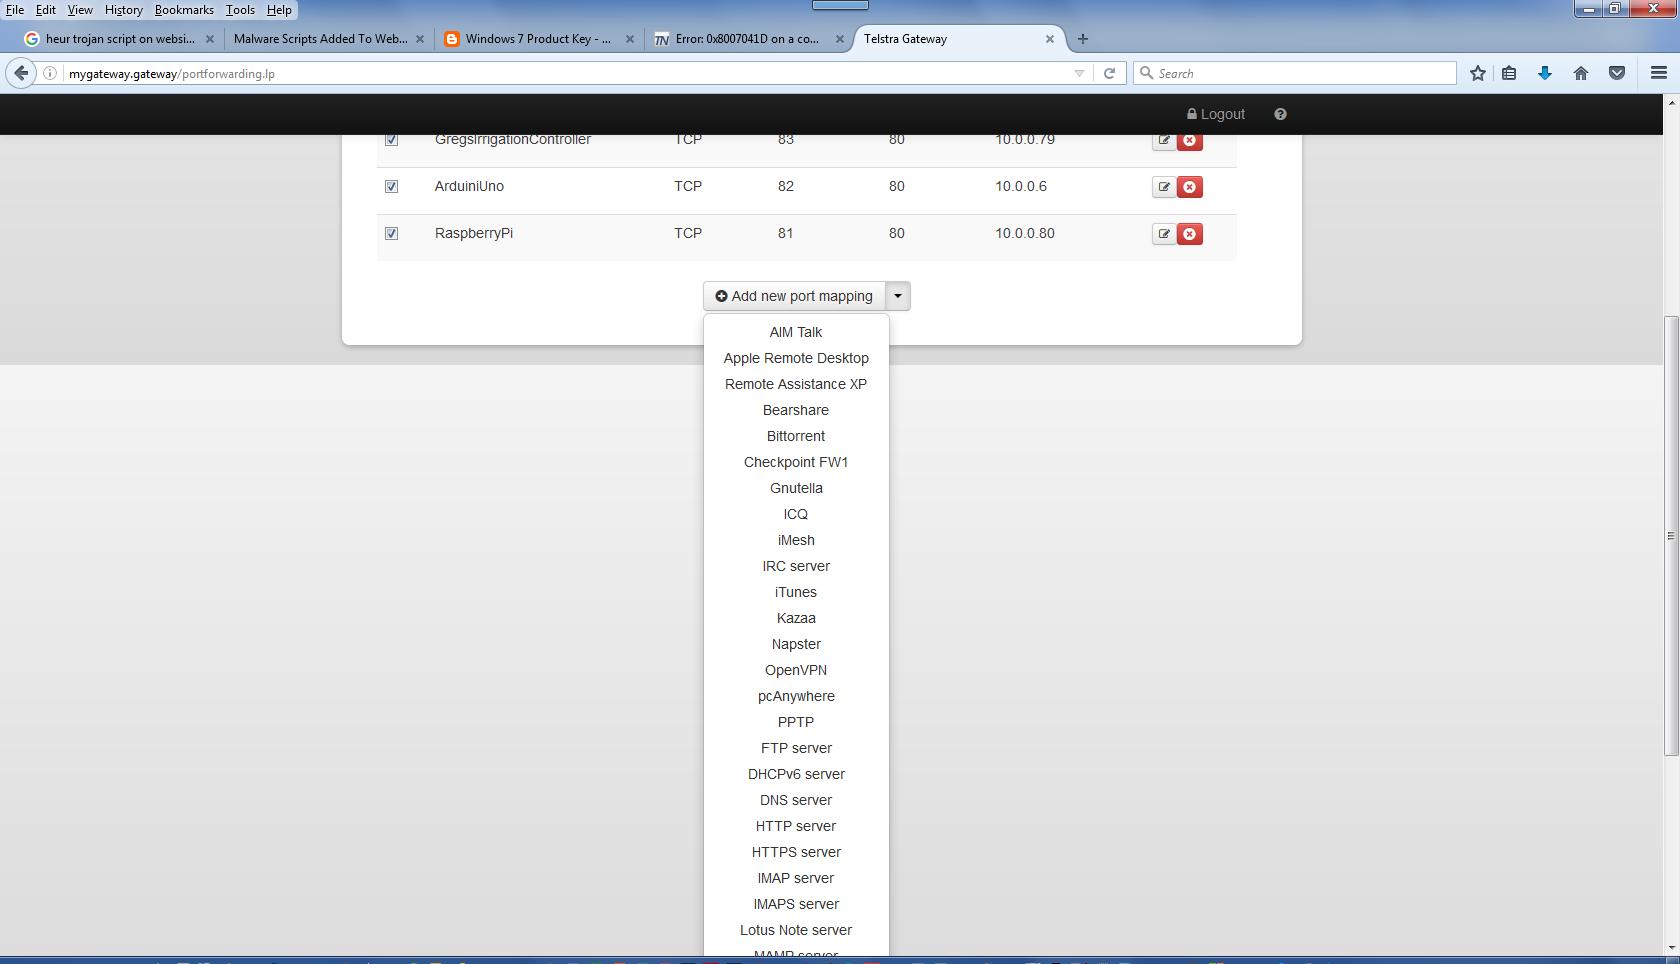 File Edit View History Bookmarks Tools Help
heur trojan script on websi... Malware Scripts Added To Web... Windows 7 Product Key - ... TN Error: 0x8007041D on a co... Telstra Gateway
mygateway.gateway/portforwarding.lp Search
Logout
GregsIrrigationController TCP 83 80 10.0.0.79
ArduiniUno TCP 82 80 10.0.0.6
RaspberryPi TCP 81 80 10.0.0.80
Add new port mapping
AIM Talk
Apple Remote Desktop
Remote Assistance XP
Bearshare
Bittorrent
Checkpoint FW1
Gnutella
ICQ
iMesh
IRC server
iTunes
Kazaa
Napster
OpenVPN
pcAnywhere
PPTP
FTP server
DHCPv6 server
DNS server
HTTP server
HTTPS server
IMAP server
IMAPS server
Lotus Note server
MAMP server